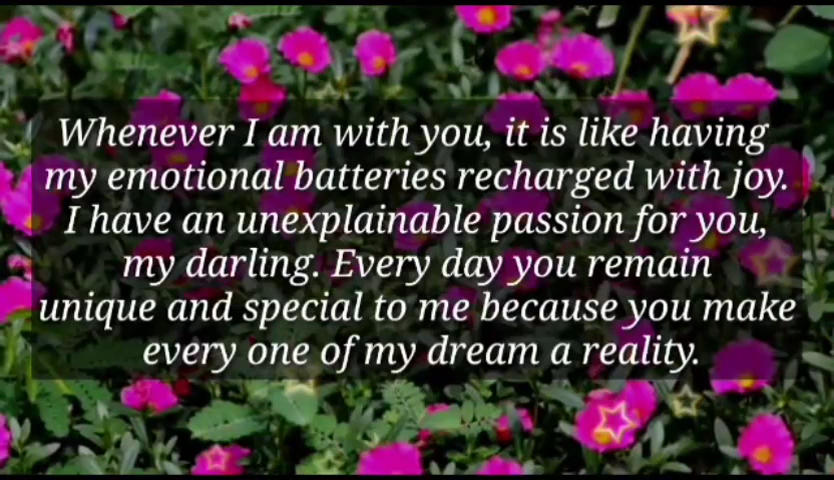 Whenever I am with you, it is like having
my emotional batteries recharged with joy.
I have an unexplainable passion for you,
my darling. Every day you remain
unique and special to me because you make
every one of my dream a reality.